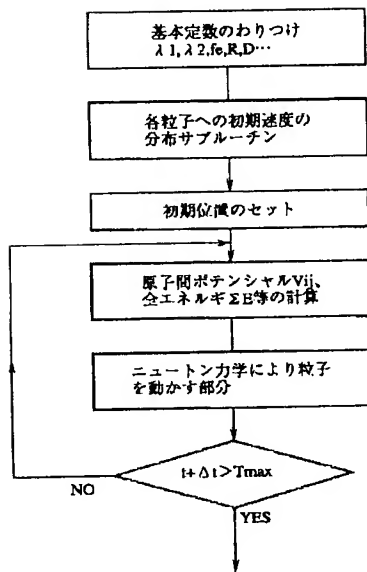 基本定数のわりつけ
λ1,λ2,fe,R,D…
各粒子への初期速度の
分布サブルーチン
初期位置のセット
原子間ポテンシャルVij、
全エネルギΣE等の計算
ニュートン力学により粒子
を動かす部分
t+Δt>Tmax
NO
YES